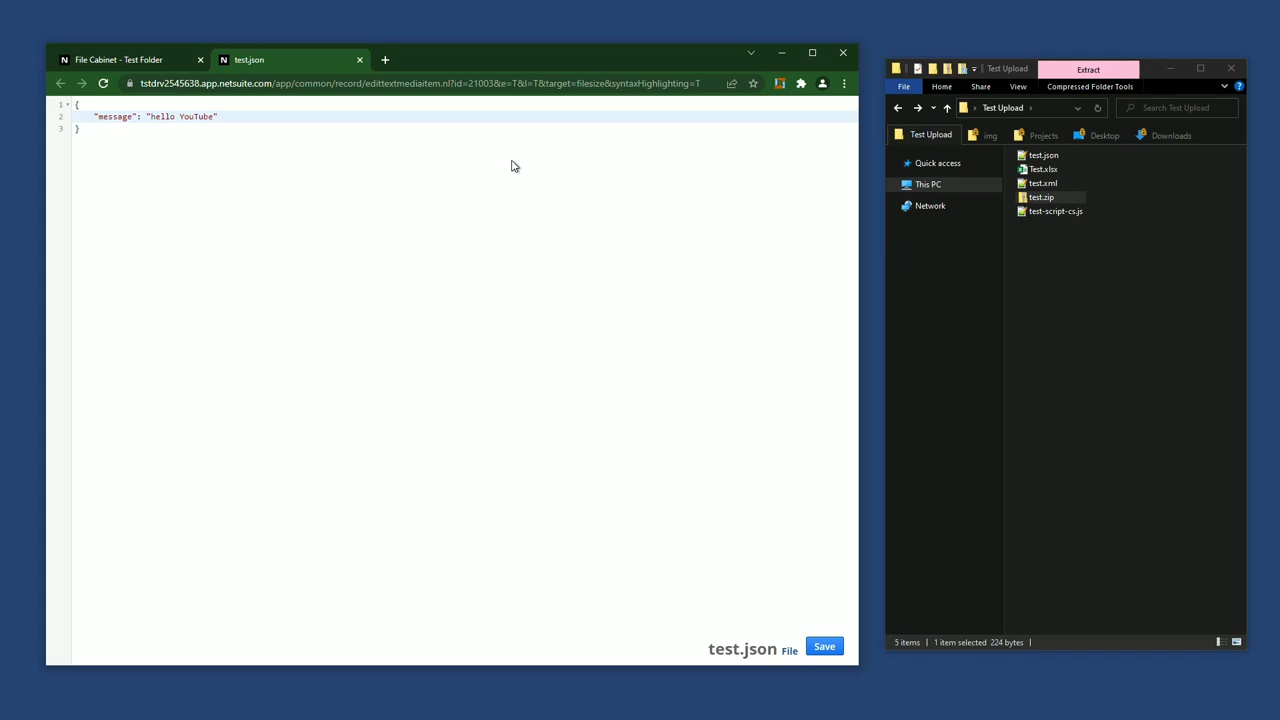 File Cabinet - Test Folder
test.json
tstdrv2545638.app.netsuite.com/app/common/record/edittextmediaitem.nl?id=21003&e=T&l=T&target=filesize&syntaxHighlighting=T
1 {
2 "message": "hello YouTube"
3 }
test.json File Save
Test Upload
Extract
File Home Share View Compressed Folder Tools
Test Upload
Search Test Upload
Test Upload img Projects Desktop Downloads
Quick access
This PC
Network
test.json
Test.xlsx
test.xml
test.zip
test-script-cs.js
5 items 1 item selected 224 bytes